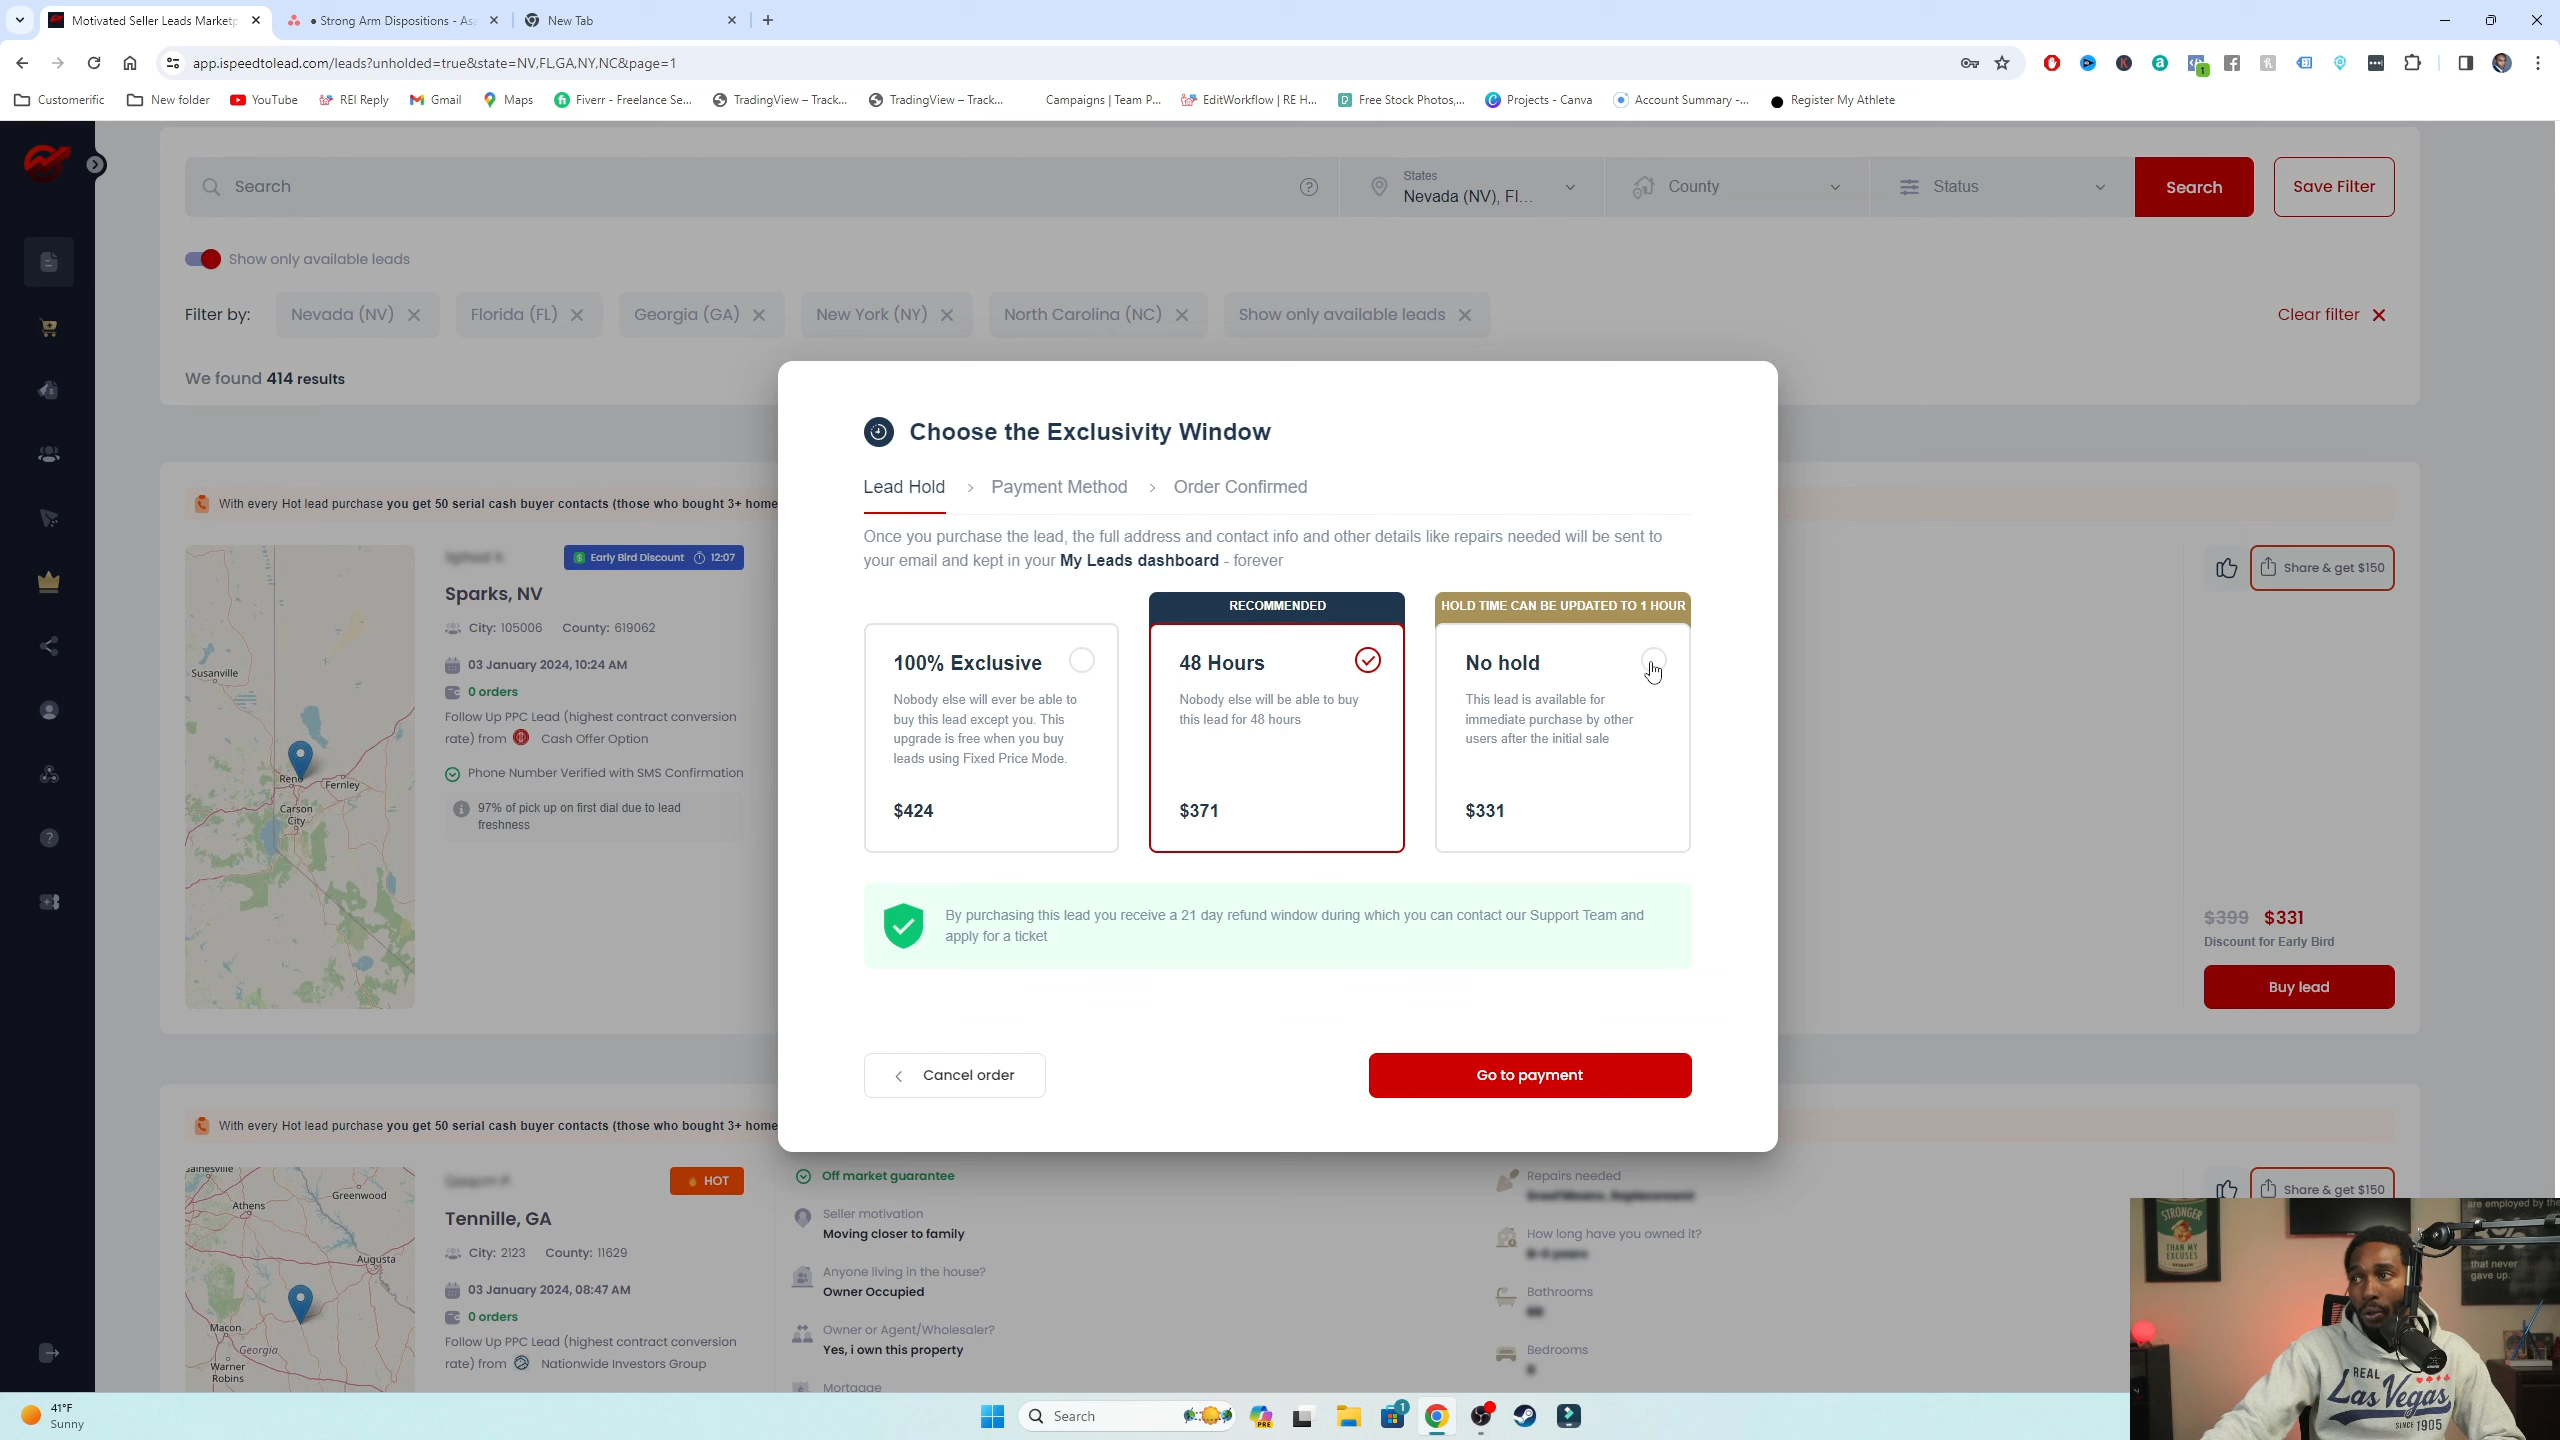 Motivated Seller Leads Marketp
• Strong Arm Dispositions - Asa
New Tab
app.ispeedtolead.com/leads?unholded=true&state=NV,FL,GA,NY,NC&page=1
Customerific
New folder
YouTube
REI Reply
Gmail
Maps
Fiverr - Freelance Se...
TradingView – Track...
TradingView – Track...
Campaigns | Team P...
EditWorkflow | RE H...
Free Stock Photos,...
Projects - Canva
Account Summary -...
Register My Athlete
Search
States
Nevada (NV), Fl...
County
Status
Search
Save Filter
Show only available leads
Filter by:
Nevada (NV)
Florida (FL)
Georgia (GA)
New York (NY)
North Carolina (NC)
Show only available leads
Clear filter
We found 414 results
Choose the Exclusivity Window
Lead Hold > Payment Method > Order Confirmed
Once you purchase the lead, the full address and contact info and other details like repairs needed will be sent to
your email and kept in your My Leads dashboard - forever
100% Exclusive
Nobody else will ever be able to
buy this lead except you. This
upgrade is free when you buy
leads using Fixed Price Mode.
$424
RECOMMENDED
48 Hours
Nobody else will be able to buy
this lead for 48 hours
$371
HOLD TIME CAN BE UPDATED TO 1 HOUR
No hold
This lead is available for
immediate purchase by other
users after the initial sale
$331
By purchasing this lead you receive a 21 day refund window during which you can contact our Support Team and
apply for a ticket
Cancel order
Go to payment
With every Hot lead purchase you get 50 serial cash buyer contacts (those who bought 3+ home
Early Bird Discount 12:07
Sparks, NV
City: 105006 County: 619062
03 January 2024, 10:24 AM
0 orders
Follow Up PPC Lead (highest contract conversion
rate) from Cash Offer Option
Phone Number Verified with SMS Confirmation
97% of pick up on first dial due to lead
freshness
Susanville
Reno
Fernley
Carson
City
Share & get $150
$399 $331
Discount for Early Bird
Buy lead
With every Hot lead purchase you get 50 serial cash buyer contacts (those who bought 3+ home
HOT
Tennille, GA
City: 2123 County: 11629
03 January 2024, 08:47 AM
0 orders
Follow Up PPC Lead (highest contract conversion
rate) from Nationwide Investors Group
Athens
Greenwood
Augusta
Macon
Georgia
Warner
Robins
Off market guarantee
Seller motivation
Moving closer to family
Anyone living in the house?
Owner Occupied
Owner or Agent/Wholesaler?
Yes, i own this property
Mortgage
Repairs needed
How long have you owned it?
Bathrooms
Bedrooms
Share & get $150
STRONGER
THAN MY
EXCUSES
are employed by the
that never
gave up.
REAL
Las Vegas
SINCE 1905
41°F
Sunny
Search
PRE
1